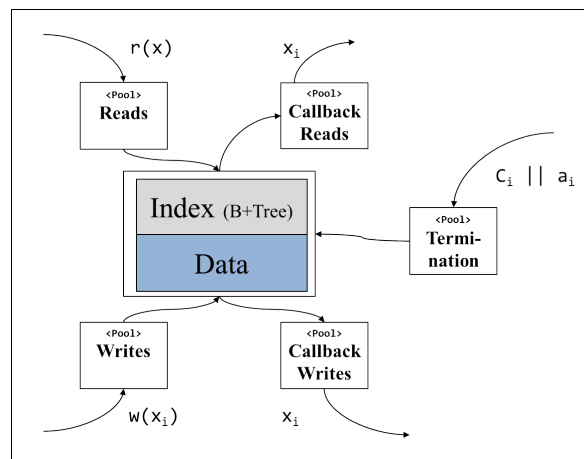 r(x)
xᵢ
<Pool>
Reads
<Pool>
Callback
Reads
Cᵢ || aᵢ
Index (B+Tree)
Data
<Pool>
Termi-
nation
<Pool>
Writes
<Pool>
Callback
Writes
w(xᵢ)
xᵢ